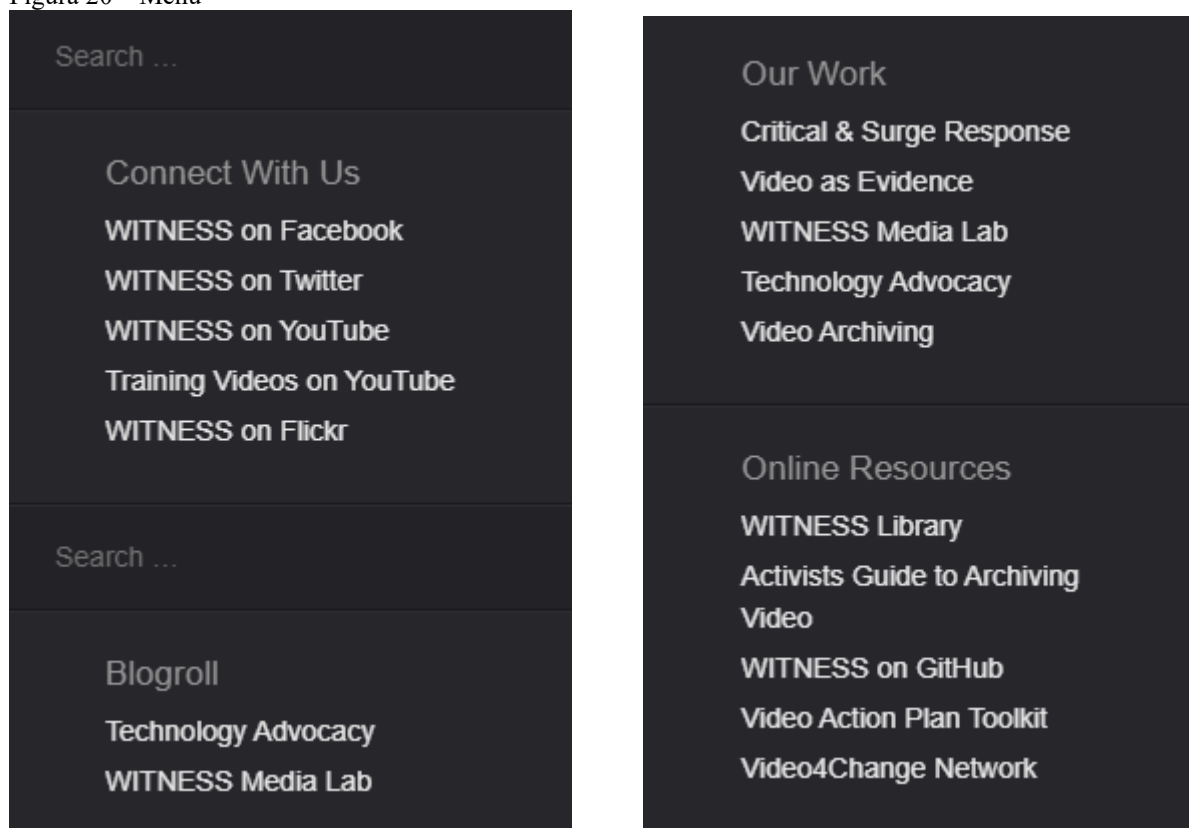 Figura 20 – Menu
Search ...
Connect With Us
WITNESS on Facebook
WITNESS on Twitter
WITNESS on YouTube
Training Videos on YouTube
WITNESS on Flickr
Search ...
Blogroll
Technology Advocacy
WITNESS Media Lab
Our Work
Critical & Surge Response
Video as Evidence
WITNESS Media Lab
Technology Advocacy
Video Archiving
Online Resources
WITNESS Library
Activists Guide to Archiving
Video
WITNESS on GitHub
Video Action Plan Toolkit
Video4Change Network